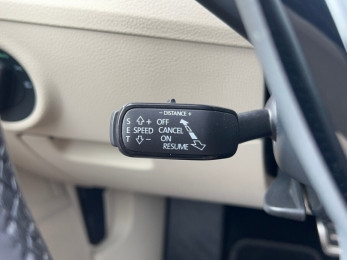 - DISTANCE +
S ⇧ + OFF
E SPEED CANCEL
T ⇩ - ON
RESUME